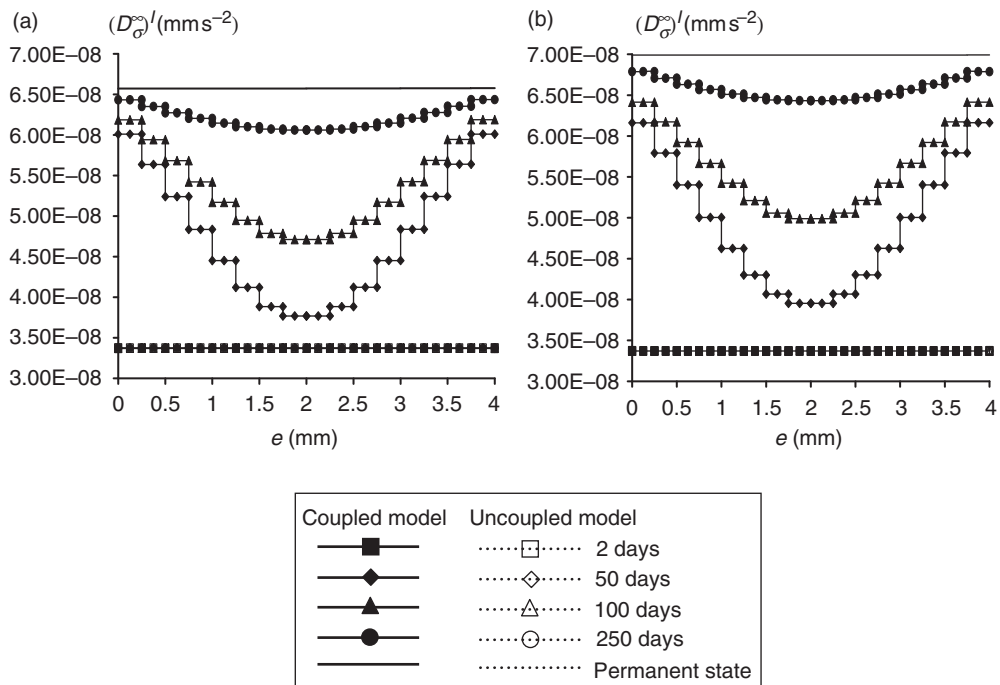 (a)
(D∞σ)^I (mm s−2)
7.00E−08
6.50E−08
6.00E−08
5.50E−08
5.00E−08
4.50E−08
4.00E−08
3.50E−08
3.00E−08
0 0.5 1 1.5 2 2.5 3 3.5 4
e (mm)
(b)
(D∞σ)^I (mm s−2)
7.00E−08
6.50E−08
6.00E−08
5.50E−08
5.00E−08
4.50E−08
4.00E−08
3.50E−08
3.00E−08
0 0.5 1 1.5 2 2.5 3 3.5 4
e (mm)
Coupled model Uncoupled model
2 days
50 days
100 days
250 days
Permanent state